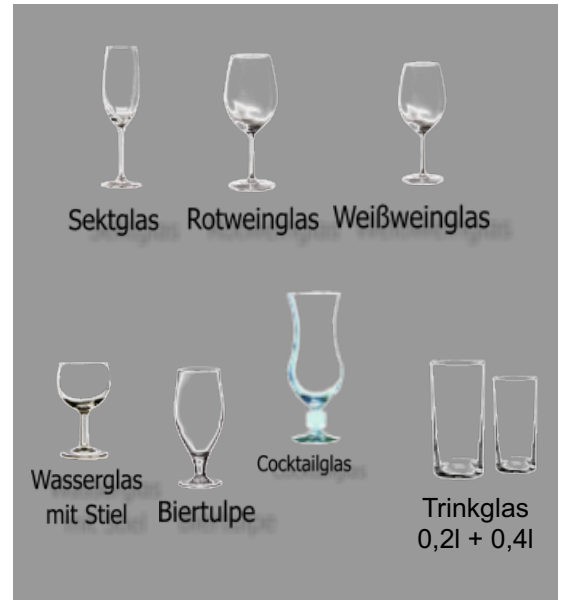 Sektglas Rotweinglas Weißweinglas
Cocktailglas
Wasserglas
mit Stiel
Biertulpe
Trinkglas
0,2l + 0,4l